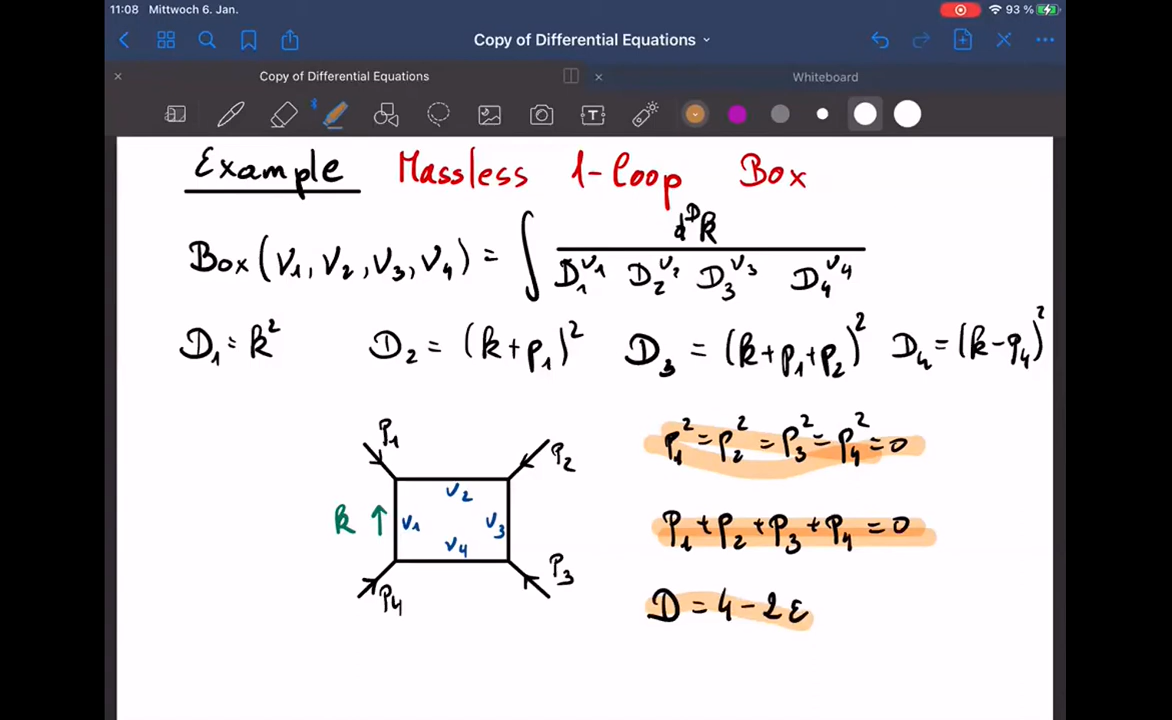 11:08 Mittwoch 6. Jan. 93 %
Copy of Differential Equations
Copy of Differential Equations Whiteboard
Example Massless 1-loop Box
Box(ν1, ν2, ν3, ν4) = ∫ d^D k / D1^ν1 D2^ν2 D3^ν3 D4^ν4
D1 = k² D2 = (k+p1)² D3 = (k+p1+p2)² D4 = (k-p4)²
p1 p2
p1² = p2² = p3² = p4² = 0
ν2
k ν1 ν3
p1 + p2 + p3 + p4 = 0
ν4
p4 p3
D = 4 - 2ε